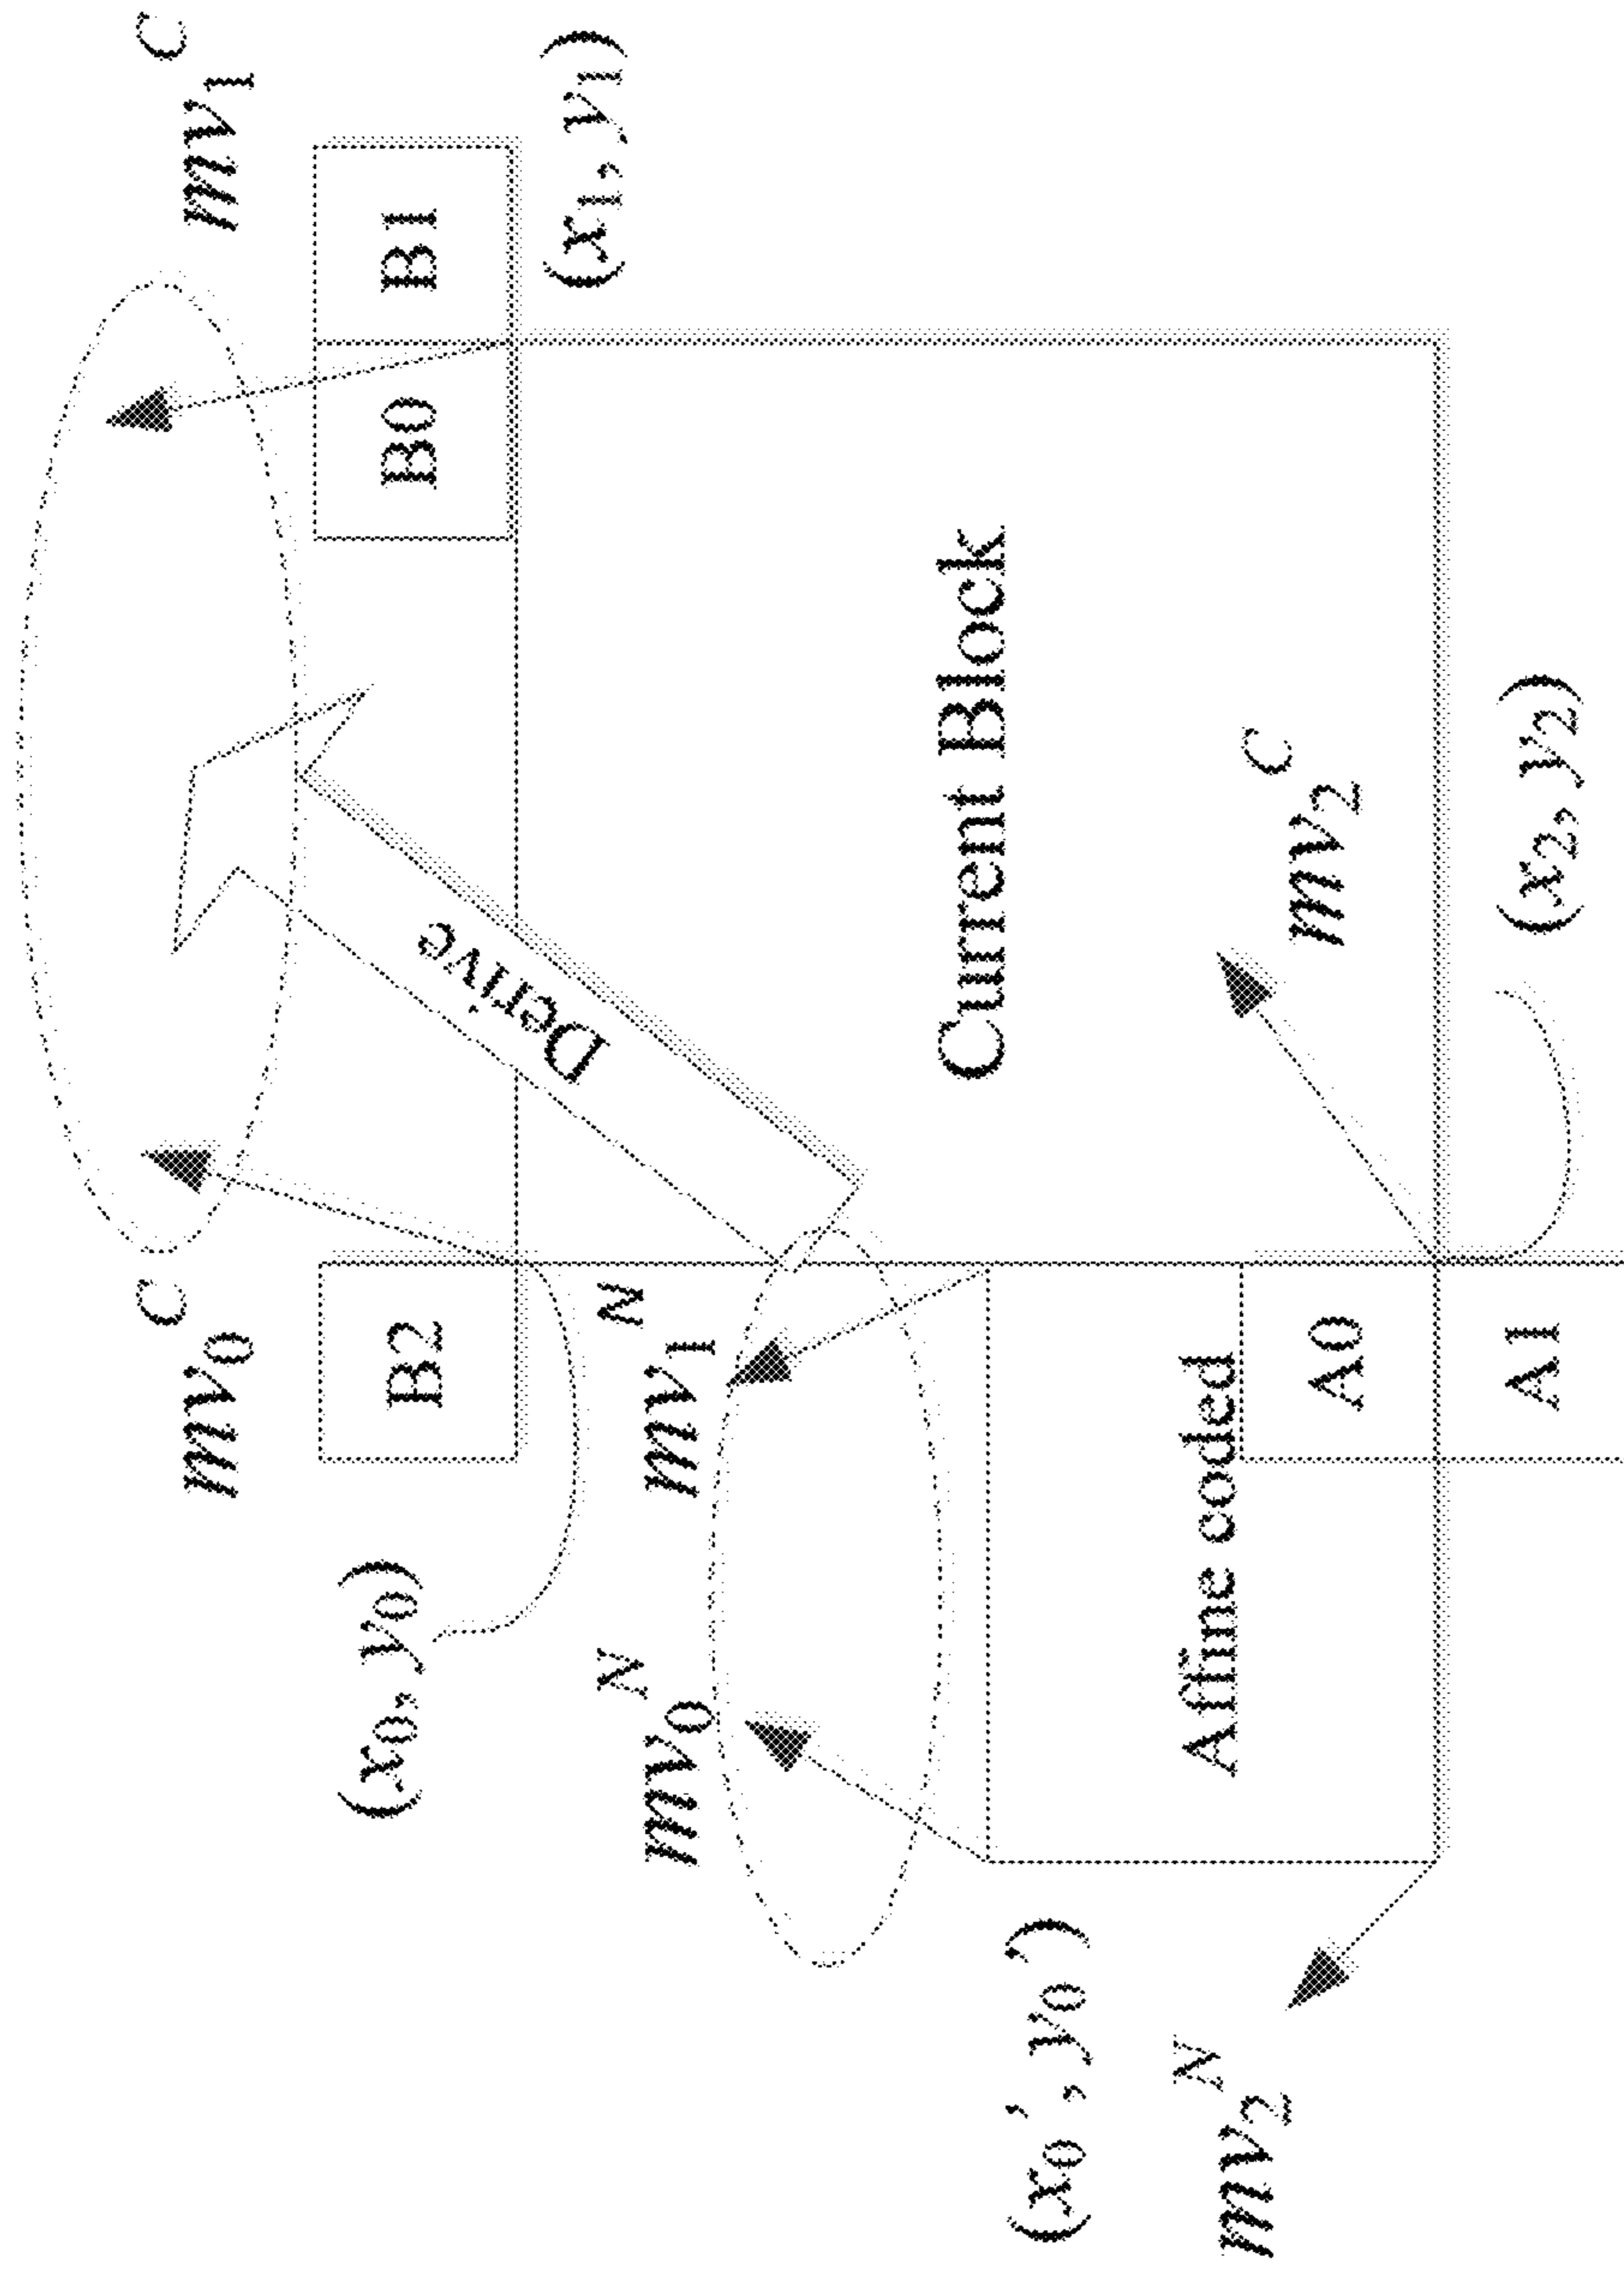 mv₀ᶜ
mv₁ᶜ
(x₀, y₀)
B2
B0
B1
(x₁, y₁)
Derive
mv₀ᴺ
mv₁ᴺ
Current Block
(x₀', y₀')
mv₂ᴺ
Affine coded
mv₂ᶜ
A0
A1
(x₂, y₂)